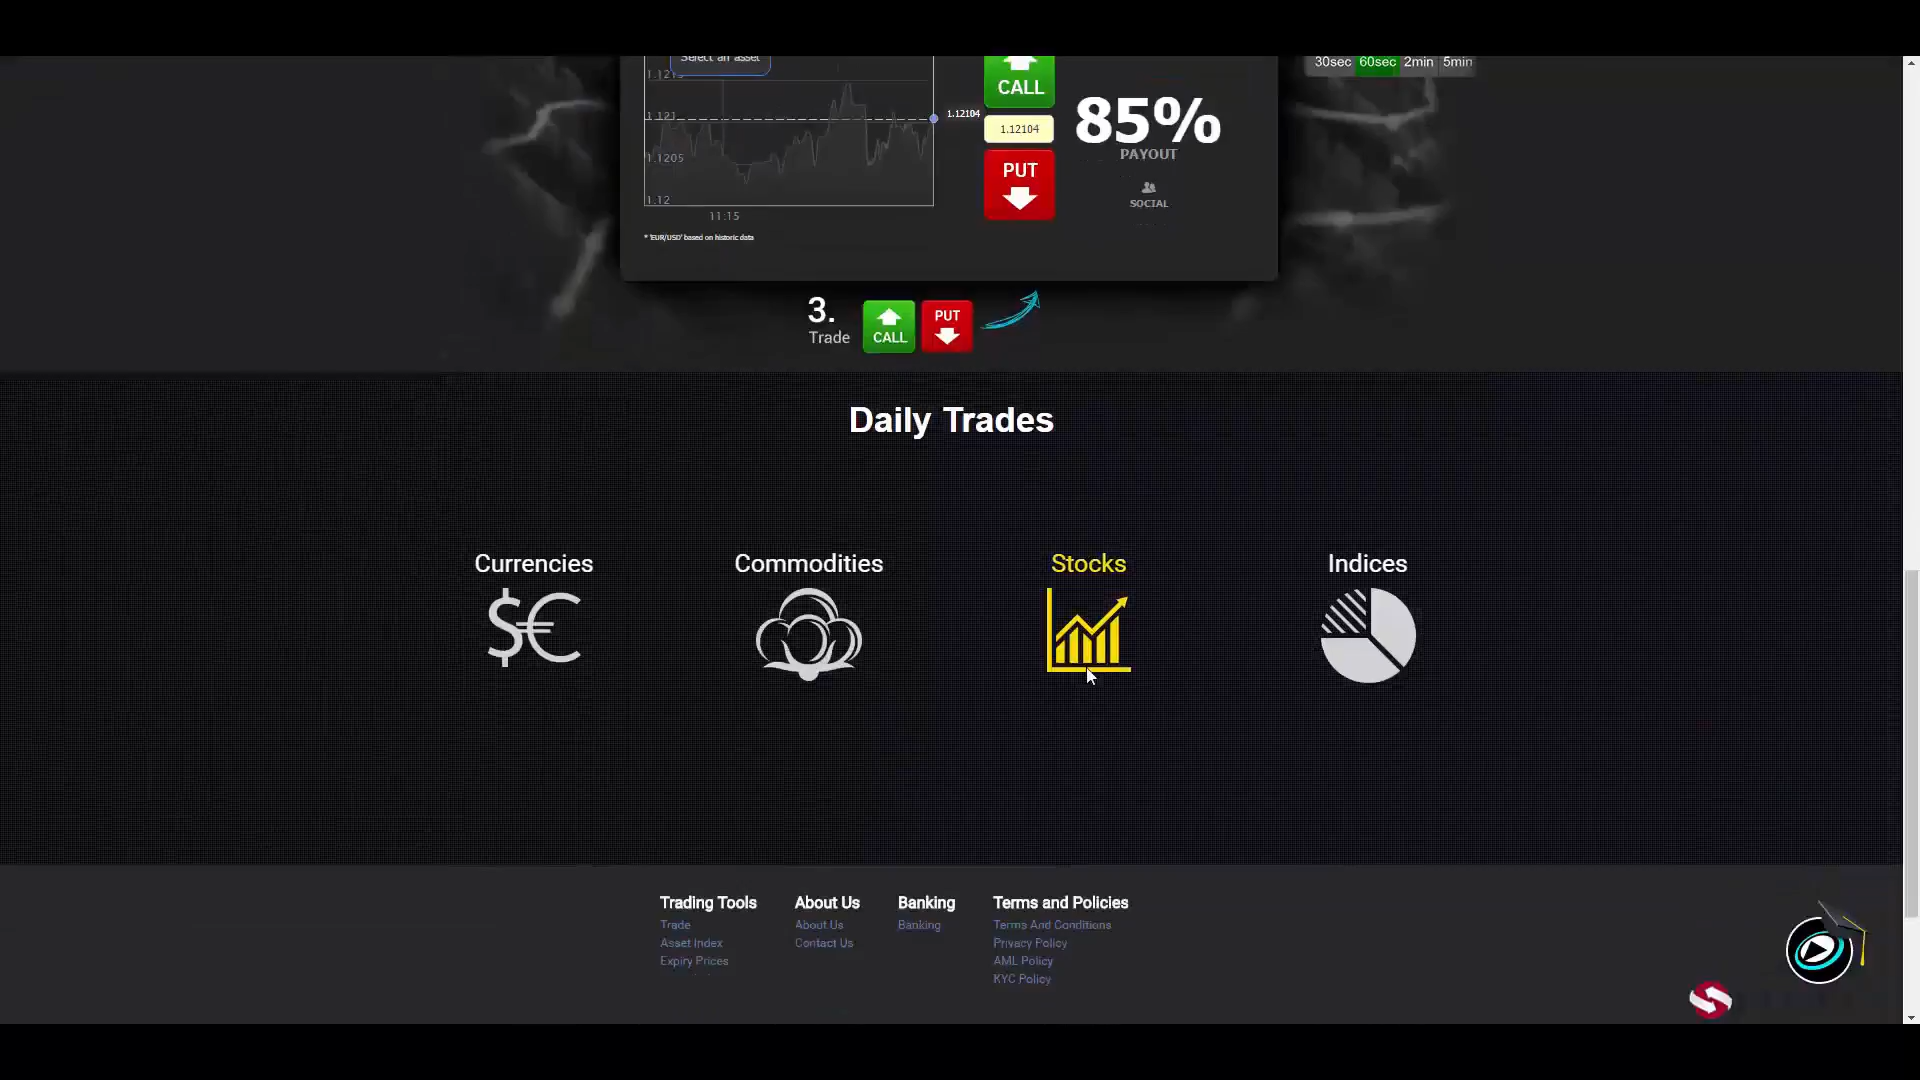 Select an asset
30sec 60sec 2min 5min
1.1215
CALL
1.121
1.12104
1.12104
85%
1.1205
PAYOUT
PUT
1.12
SOCIAL
11:15
* 'EUR/USD' based on historic data
3.
Trade
CALL
PUT
Daily Trades
Currencies
Commodities
Stocks
Indices
Trading Tools
Trade
Asset Index
Expiry Prices
About Us
About Us
Contact Us
Banking
Banking
Terms and Policies
Terms And Conditions
Privacy Policy
AML Policy
KYC Policy